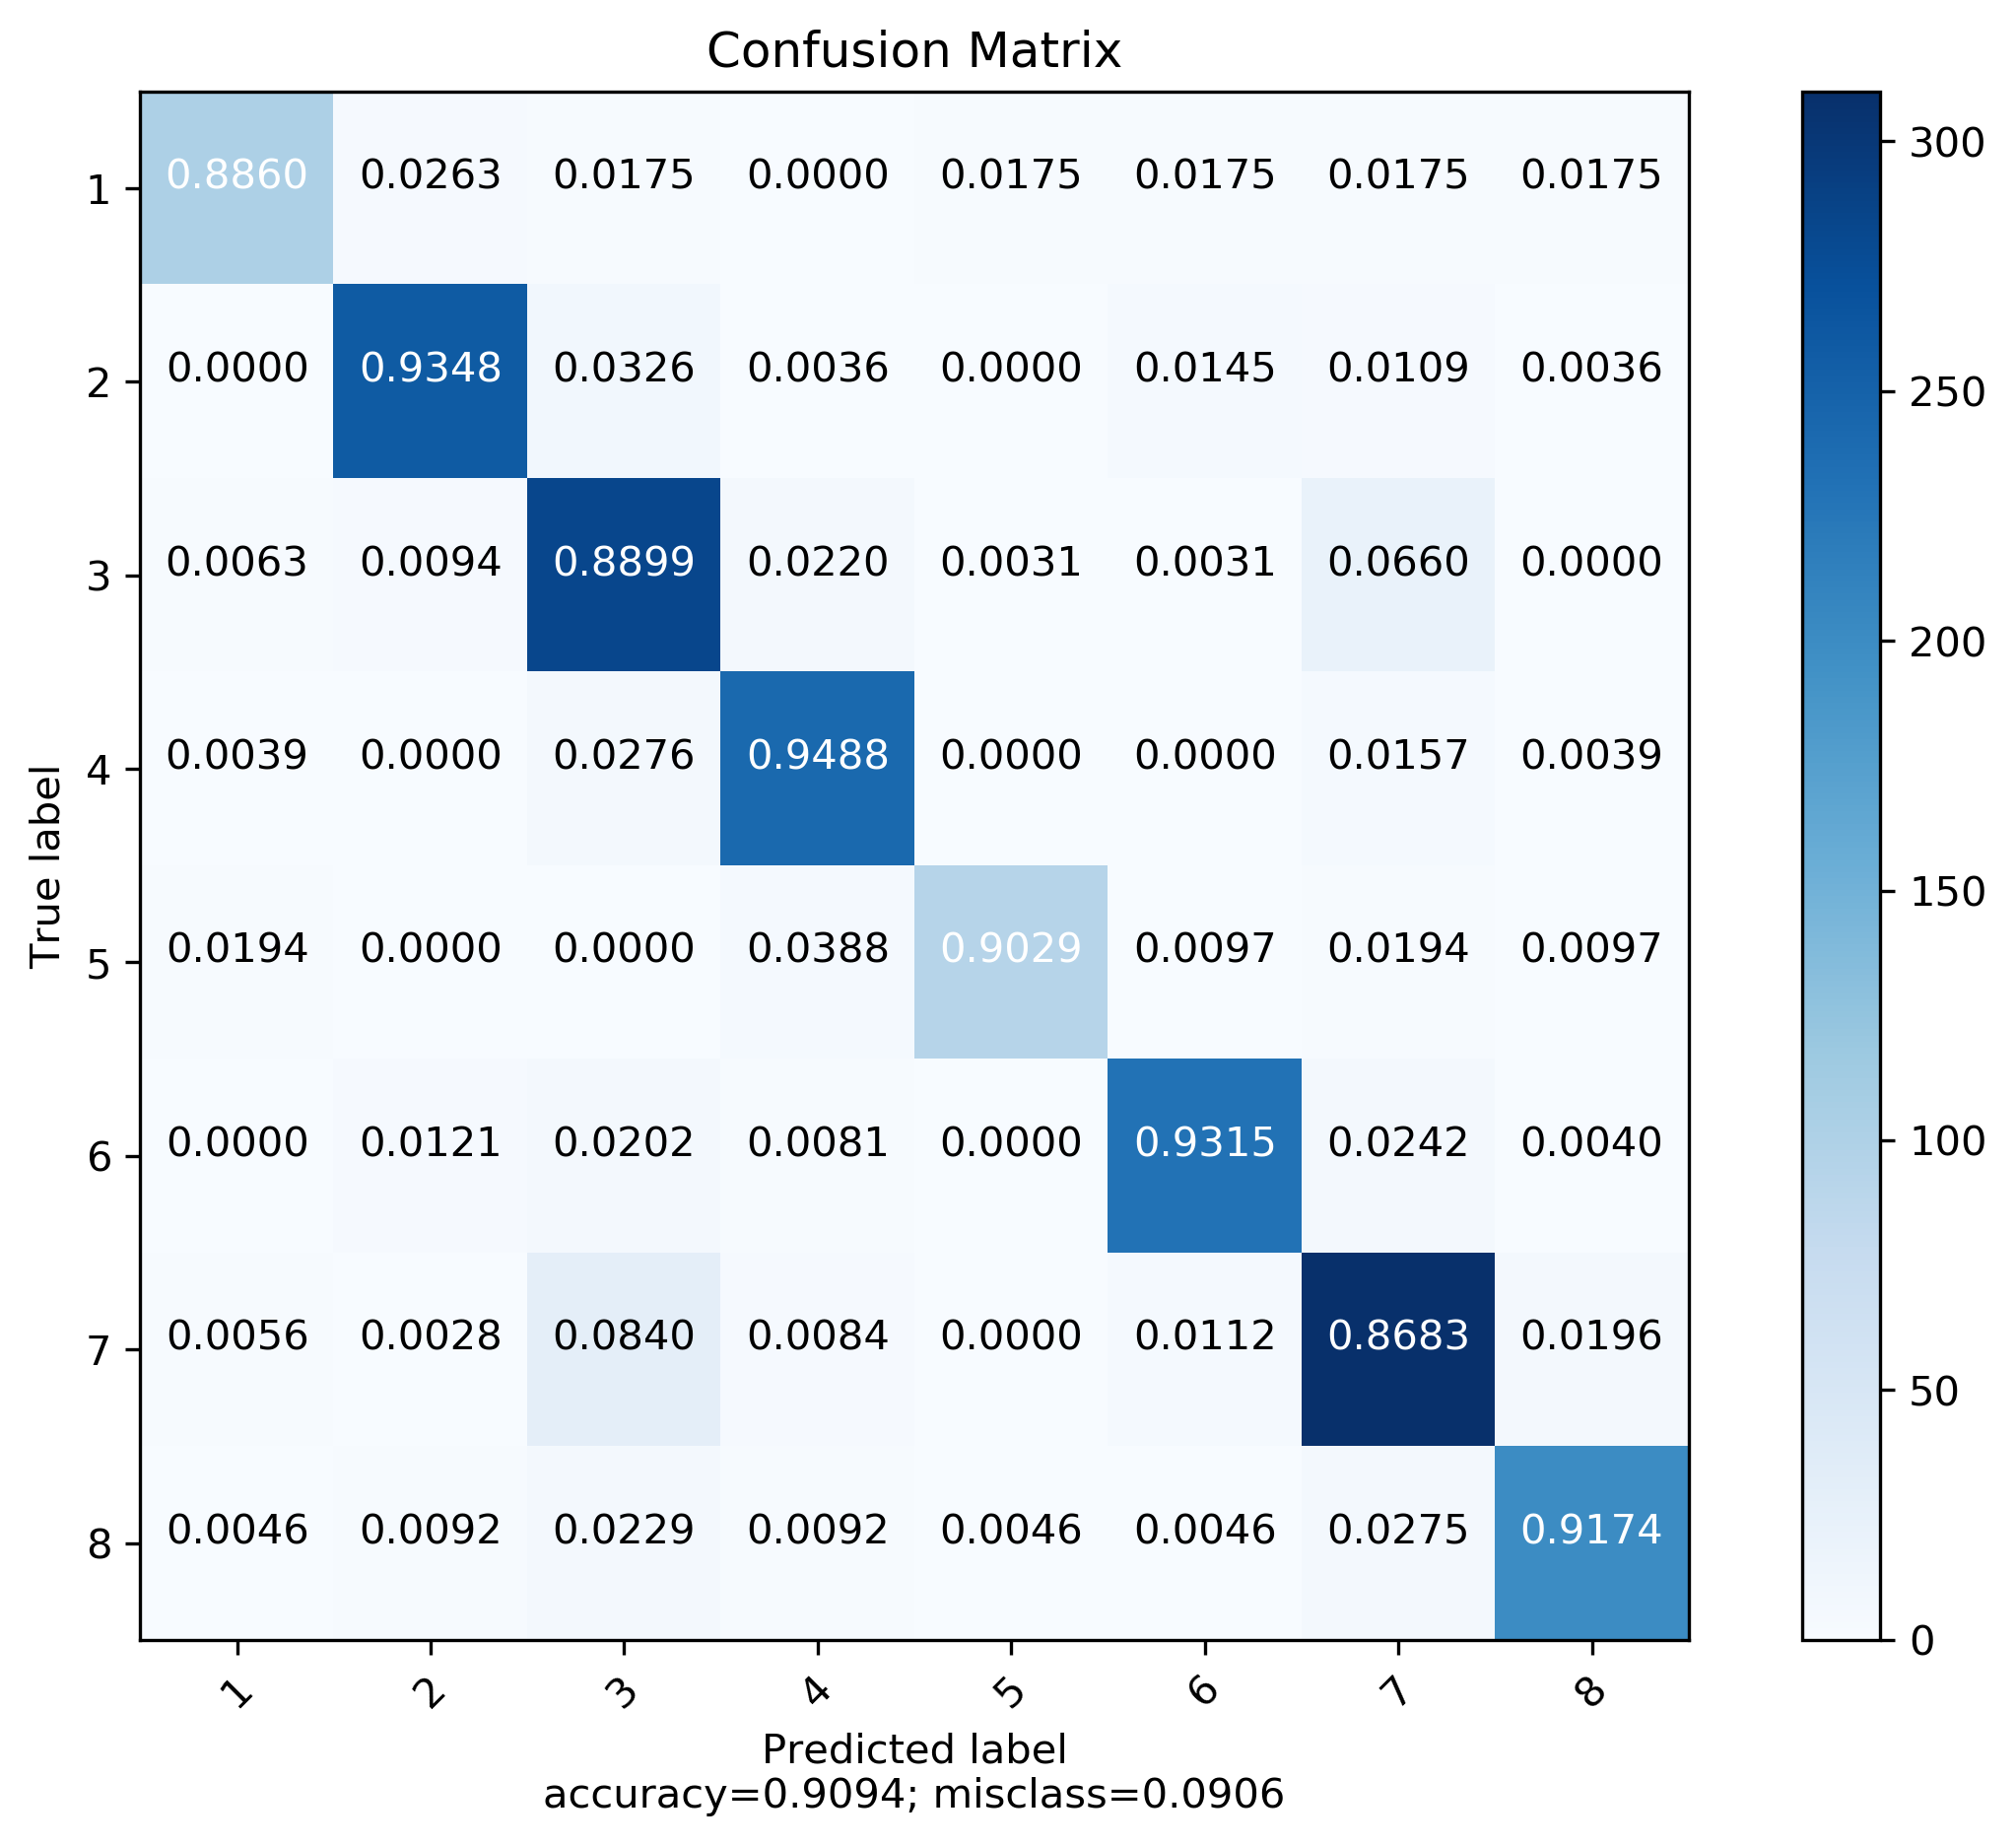 Confusion Matrix
1 0.8860 0.0263 0.0175 0.0000 0.0175 0.0175 0.0175 0.0175
2 0.0000 0.9348 0.0326 0.0036 0.0000 0.0145 0.0109 0.0036
3 0.0063 0.0094 0.8899 0.0220 0.0031 0.0031 0.0660 0.0000
4 0.0039 0.0000 0.0276 0.9488 0.0000 0.0000 0.0157 0.0039
5 0.0194 0.0000 0.0000 0.0388 0.9029 0.0097 0.0194 0.0097
6 0.0000 0.0121 0.0202 0.0081 0.0000 0.9315 0.0242 0.0040
7 0.0056 0.0028 0.0840 0.0084 0.0000 0.0112 0.8683 0.0196
8 0.0046 0.0092 0.0229 0.0092 0.0046 0.0046 0.0275 0.9174
True label
1 2 3 4 5 6 7 8
Predicted label
accuracy=0.9094; misclass=0.0906
300
250
200
150
100
50
0